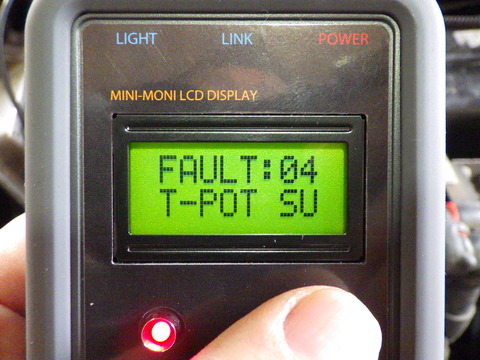 LIGHT LINK POWER
MINI-MONI LCD DISPLAY
FAULT:04
T-POT SU